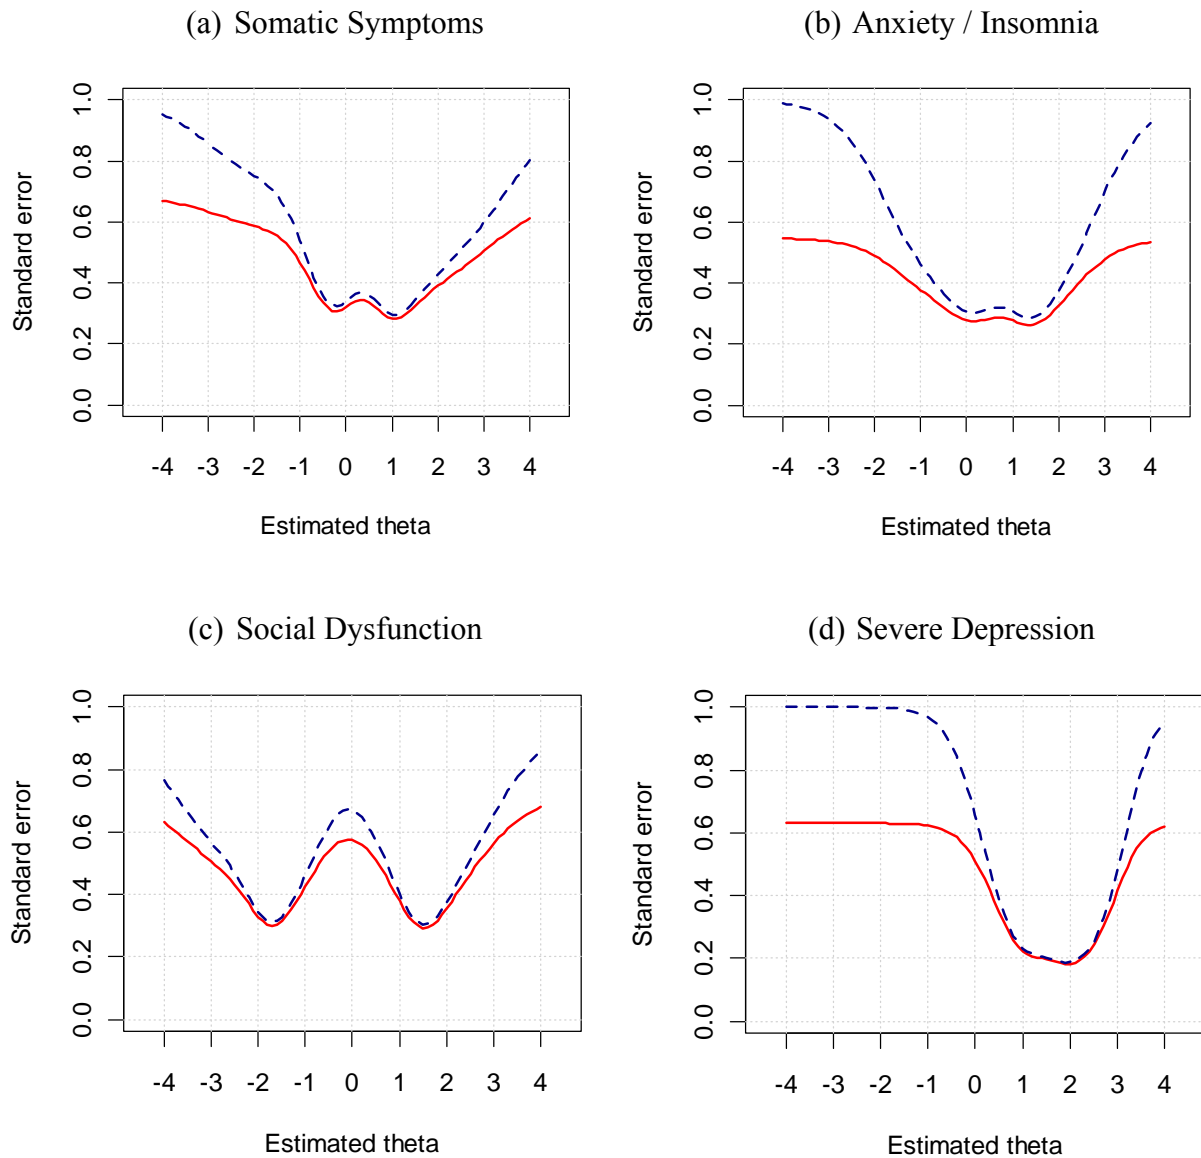 (a) Somatic Symptoms
1.0
0.8
0.6
0.4
0.2
0.0
Standard error
-4 -3 -2 -1 0 1 2 3 4
Estimated theta
(b) Anxiety / Insomnia
1.0
0.8
0.6
0.4
0.2
0.0
Standard error
-4 -3 -2 -1 0 1 2 3 4
Estimated theta
(c) Social Dysfunction
1.0
0.8
0.6
0.4
0.2
0.0
Standard error
-4 -3 -2 -1 0 1 2 3 4
Estimated theta
(d) Severe Depression
1.0
0.8
0.6
0.4
0.2
0.0
Standard error
-4 -3 -2 -1 0 1 2 3 4
Estimated theta